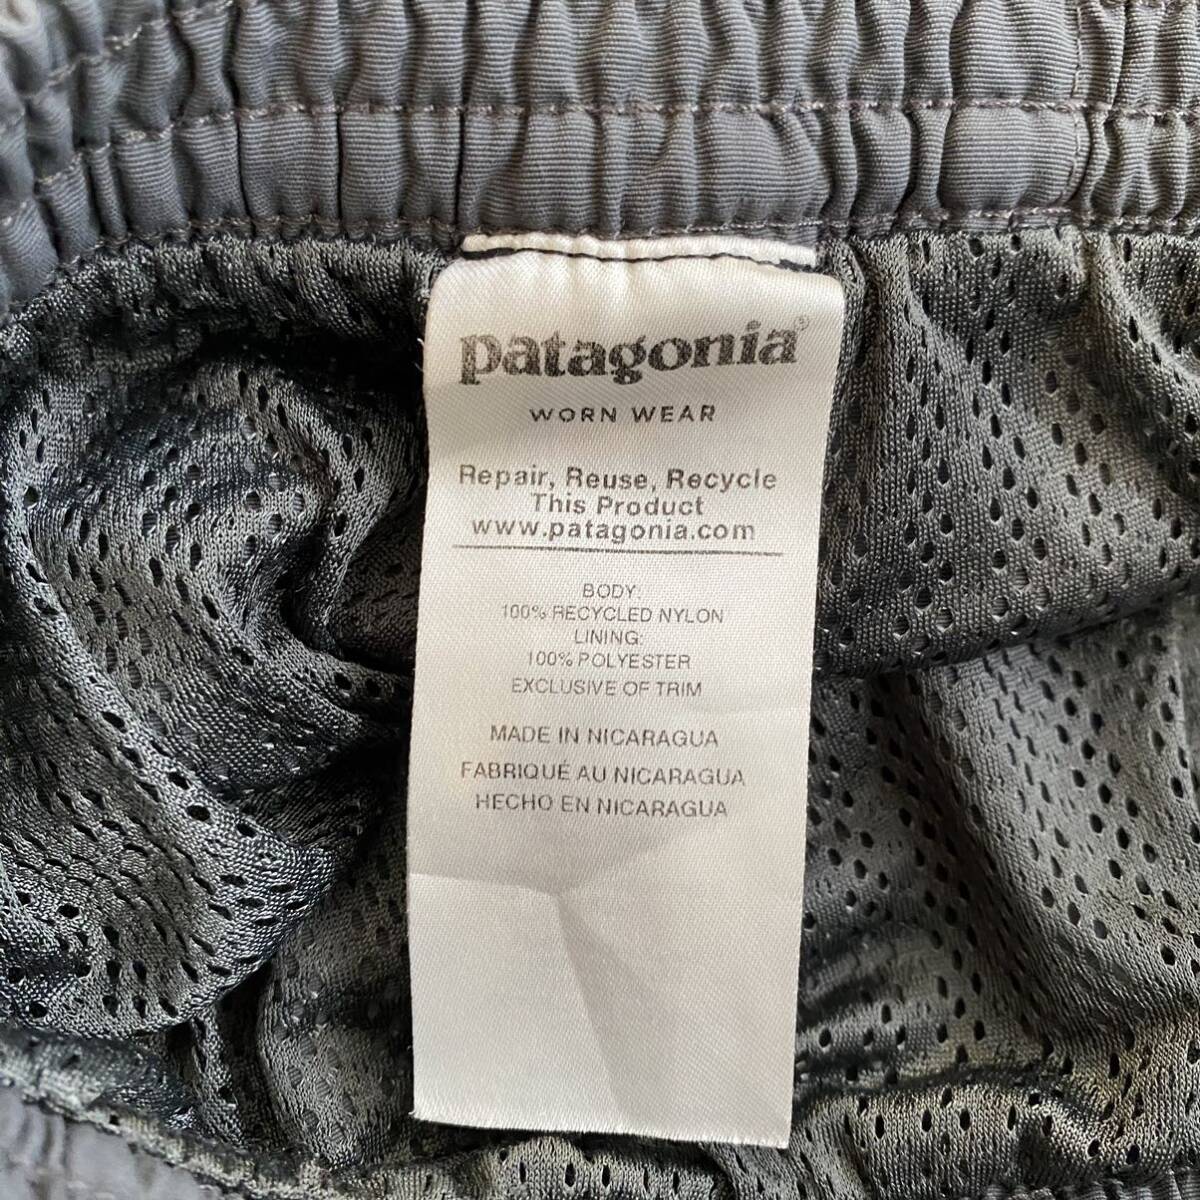 patagonia®
WORN WEAR
Repair, Reuse, Recycle
This Product
www.patagonia.com
BODY:
100% RECYCLED NYLON
LINING:
100% POLYESTER
EXCLUSIVE OF TRIM
MADE IN NICARAGUA
FABRIQUÉ AU NICARAGUA
HECHO EN NICARAGUA